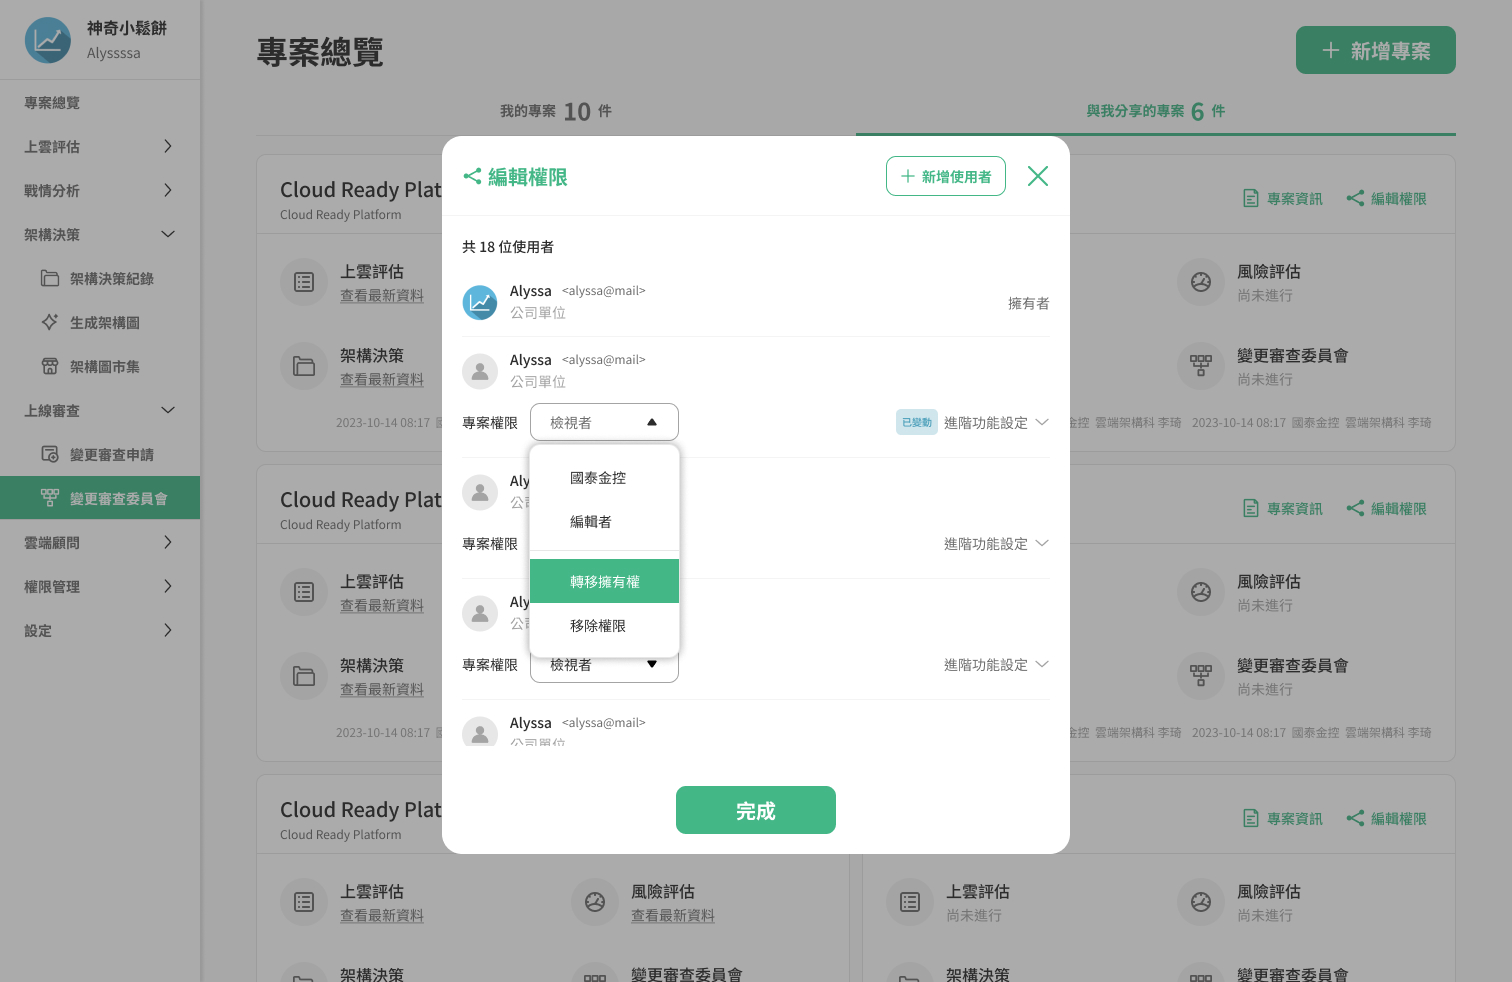 神奇小鬆餅
Alyssssa
專案總覽
上雲評估
戰情分析
架構決策
架構決策紀錄
生成架構圖
架構圖市集
上線審查
變更審查申請
變更審查委員會
雲端顧問
權限管理
設定
專案總覽
新增專案
我的專案 10 件
與我分享的專案 6 件
Cloud Ready Plat
Cloud Ready Platform
專案資訊
編輯權限
上雲評估
查看最新資料
風險評估
尚未進行
架構決策
查看最新資料
變更審查委員會
尚未進行
2023-10-14 08:17
金控 雲端架構科 李琦
2023-10-14 08:17 國泰金控 雲端架構科 李琦
Cloud Ready Plat
Cloud Ready Platform
專案資訊
編輯權限
上雲評估
查看最新資料
風險評估
尚未進行
架構決策
查看最新資料
變更審查委員會
尚未進行
2023-10-14 08:17
金控 雲端架構科 李琦
2023-10-14 08:17 國泰金控 雲端架構科 李琦
Cloud Ready Plat
Cloud Ready Platform
專案資訊
編輯權限
上雲評估
查看最新資料
風險評估
查看最新資料
上雲評估
尚未進行
風險評估
尚未進行
架構決策
變更審查委員會
架構決策
變更審查委員會
編輯權限
新增使用者
共 18 位使用者
Alyssa <alyssa@mail>
公司單位
擁有者
Alyssa <alyssa@mail>
公司單位
專案權限
檢視者
已變動
進階功能設定
國泰金控
編輯者
轉移擁有權
移除權限
Aly
公司
專案權限
進階功能設定
Aly
公司
專案權限
檢視者
進階功能設定
Alyssa <alyssa@mail>
公司單位
完成